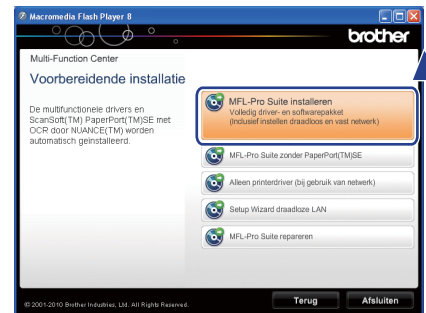 Macromedia Flash Player 8
brother
Multi-Function Center
Voorbereidende installatie
De multifunctionele drivers en
ScanSoft(TM) PaperPort(TM)SE met
OCR door NUANCE(TM) worden
automatisch geïnstalleerd.
MFL-Pro Suite installeren
Volledig driver- en softwarepakket
(Inclusief instellen draadloos en vast netwerk)
MFL-Pro Suite zonder PaperPort(TM)SE
Alleen printerdriver (bij gebruik van netwerk)
Setup Wizard draadloze LAN
MFL-Pro Suite repareren
© 2001-2010 Brother Industries, Ltd. All Rights Reserved.
Terug
Afsluiten